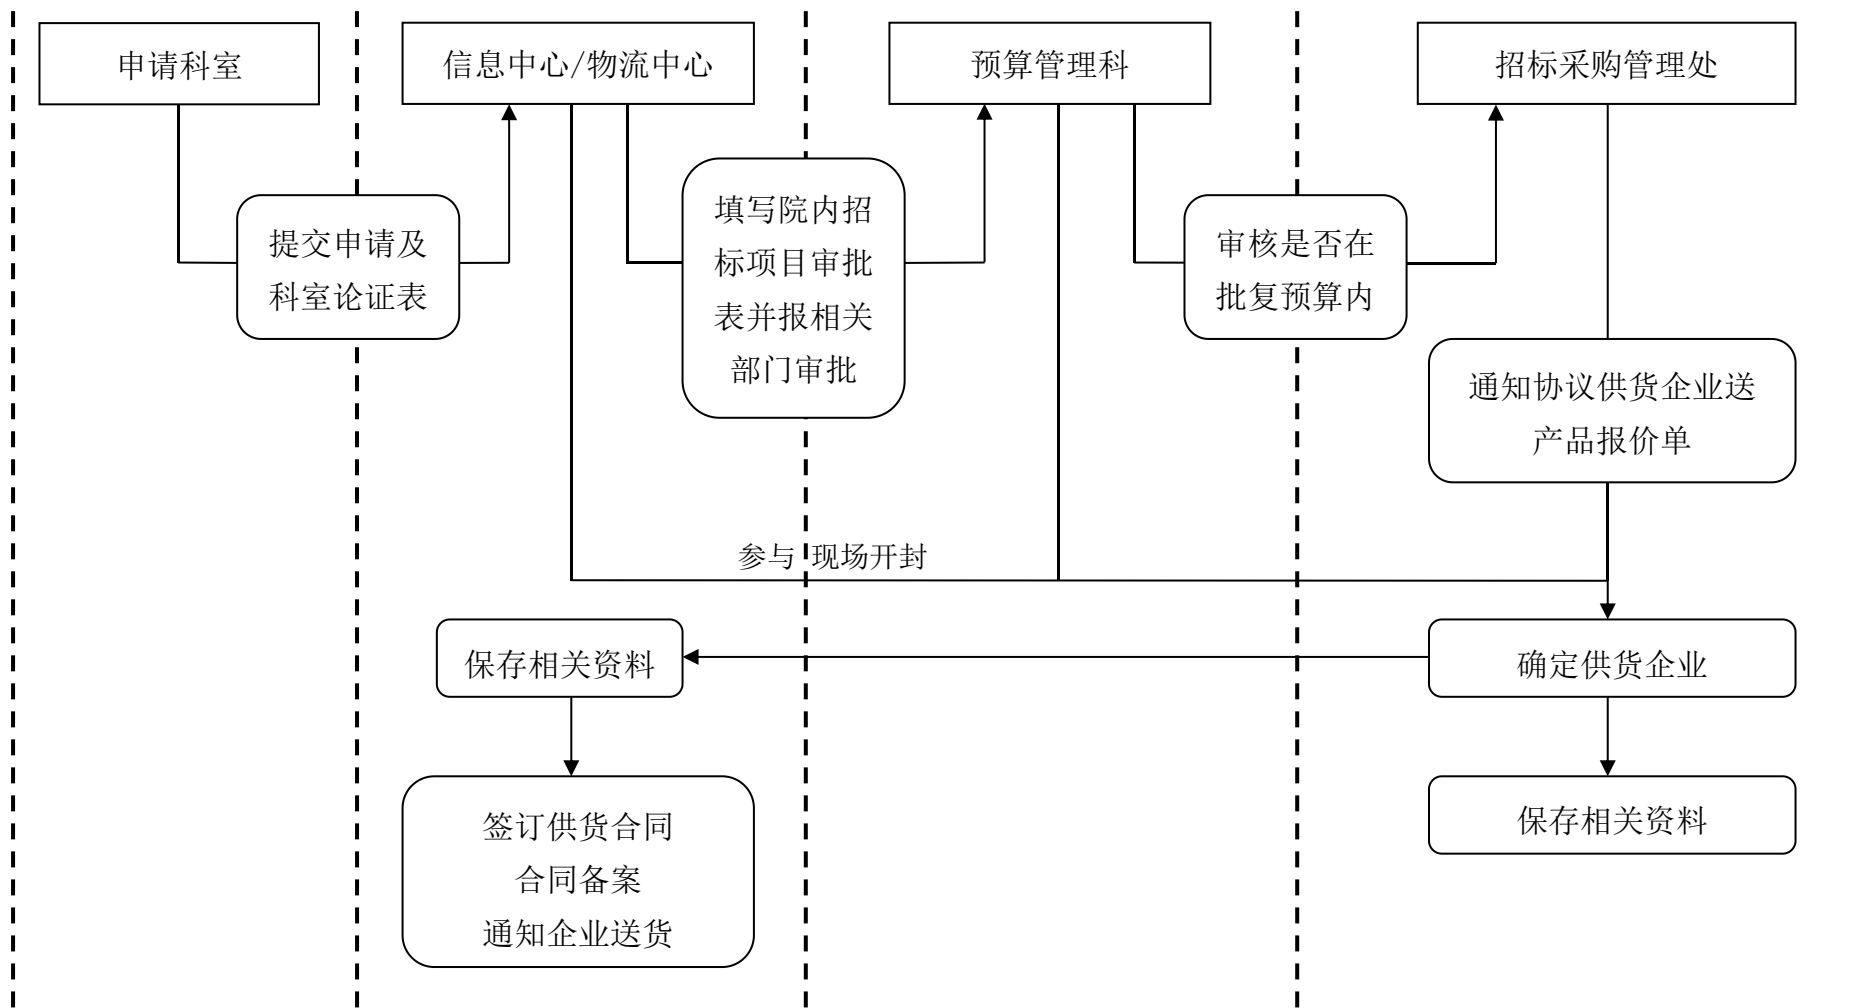 申请科室
信息中心/物流中心
预算管理科
招标采购管理处
提交申请及
科室论证表
填写院内招
标项目审批
表并报相关
部门审批
审核是否在
批复预算内
通知协议供货企业送
产品报价单
参与 现场开封
保存相关资料
确定供货企业
签订供货合同
合同备案
通知企业送货
保存相关资料